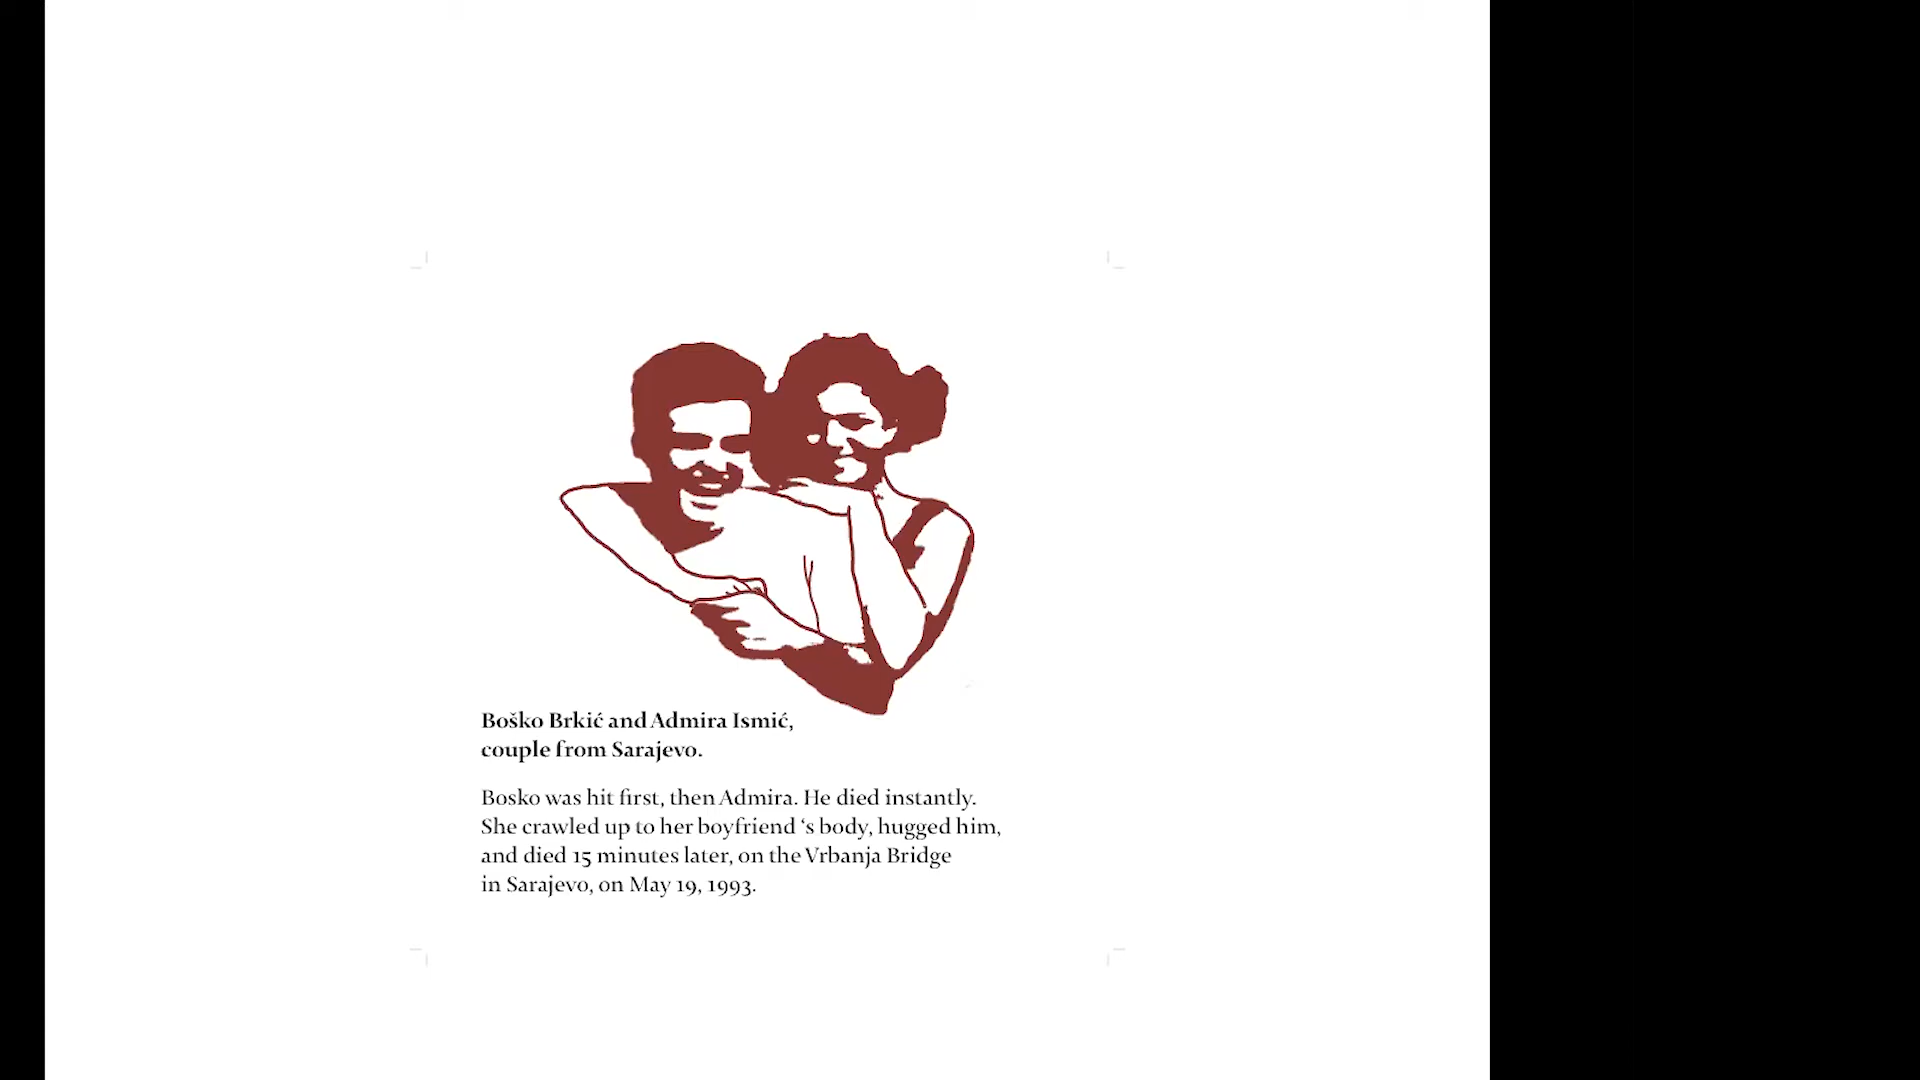 Boško Brkić and Admira Ismić,
couple from Sarajevo.
Bosko was hit first, then Admira. He died instantly.
She crawled up to her boyfriend ‘s body, hugged him,
and died 15 minutes later, on the Vrbanja Bridge
in Sarajevo, on May 19, 1993.